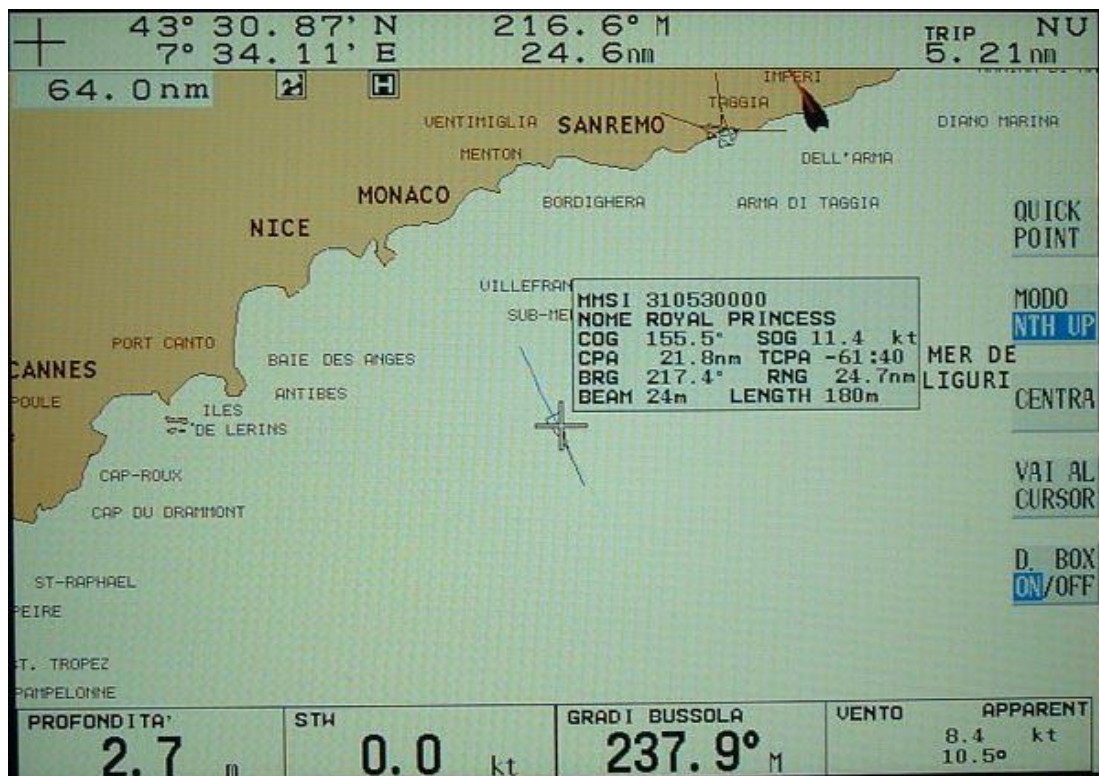 43° 30.87' N
7° 34.11' E
216.6° M
24.6nm
TRIP NU
5.21nm
64.0nm
H
IMPERI
TAGGIA
VENTIMIGLIA SANREMO
DIANO MARINA
MENTON
DELL'ARMA
MONACO
BORDIGHERA
ARMA DI TAGGIA
NICE
QUICK
POINT
VILLEFRAN
SUB-ME
MMSI 310530000
NOME ROYAL PRINCESS
COG 155.5° SOG 11.4 kt
CPA 21.8nm TCPA -61:40
BRG 217.4° RNG 24.7nm
BEAM 24m LENGTH 180m
MODO
NTH UP
MER DE
LIGURI
PORT CANTO
BAIE DES ANGES
CANNES
ANTIBES
POULE
ILES
DE LERINS
CENTRA
CAP-ROUX
CAP DU DRAMMONT
VAI AL
CURSOR
D. BOX
ON/OFF
ST-RAPHAEL
PEIRE
T. TROPEZ
PAMPELONNE
PROFONDITA'
2.7 m
STW
0.0 kt
GRADI BUSSOLA
237.9° M
VENTO APPARENT
8.4 kt
10.5°